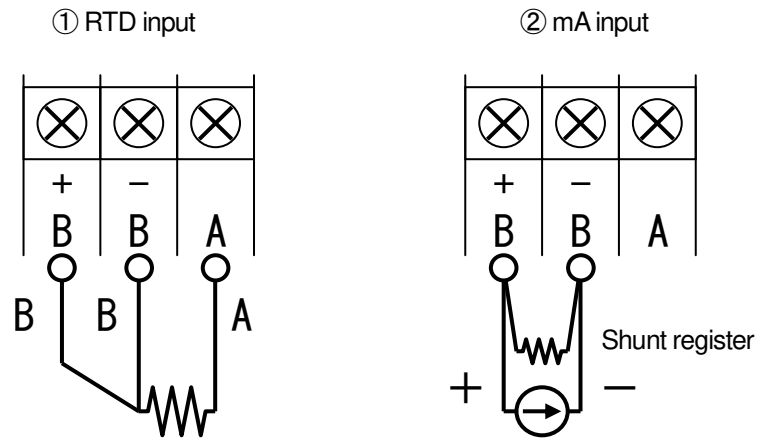 ① RTD input
② mA input
+ −
B B A
B B A
+ −
B B A
Shunt register
+ −